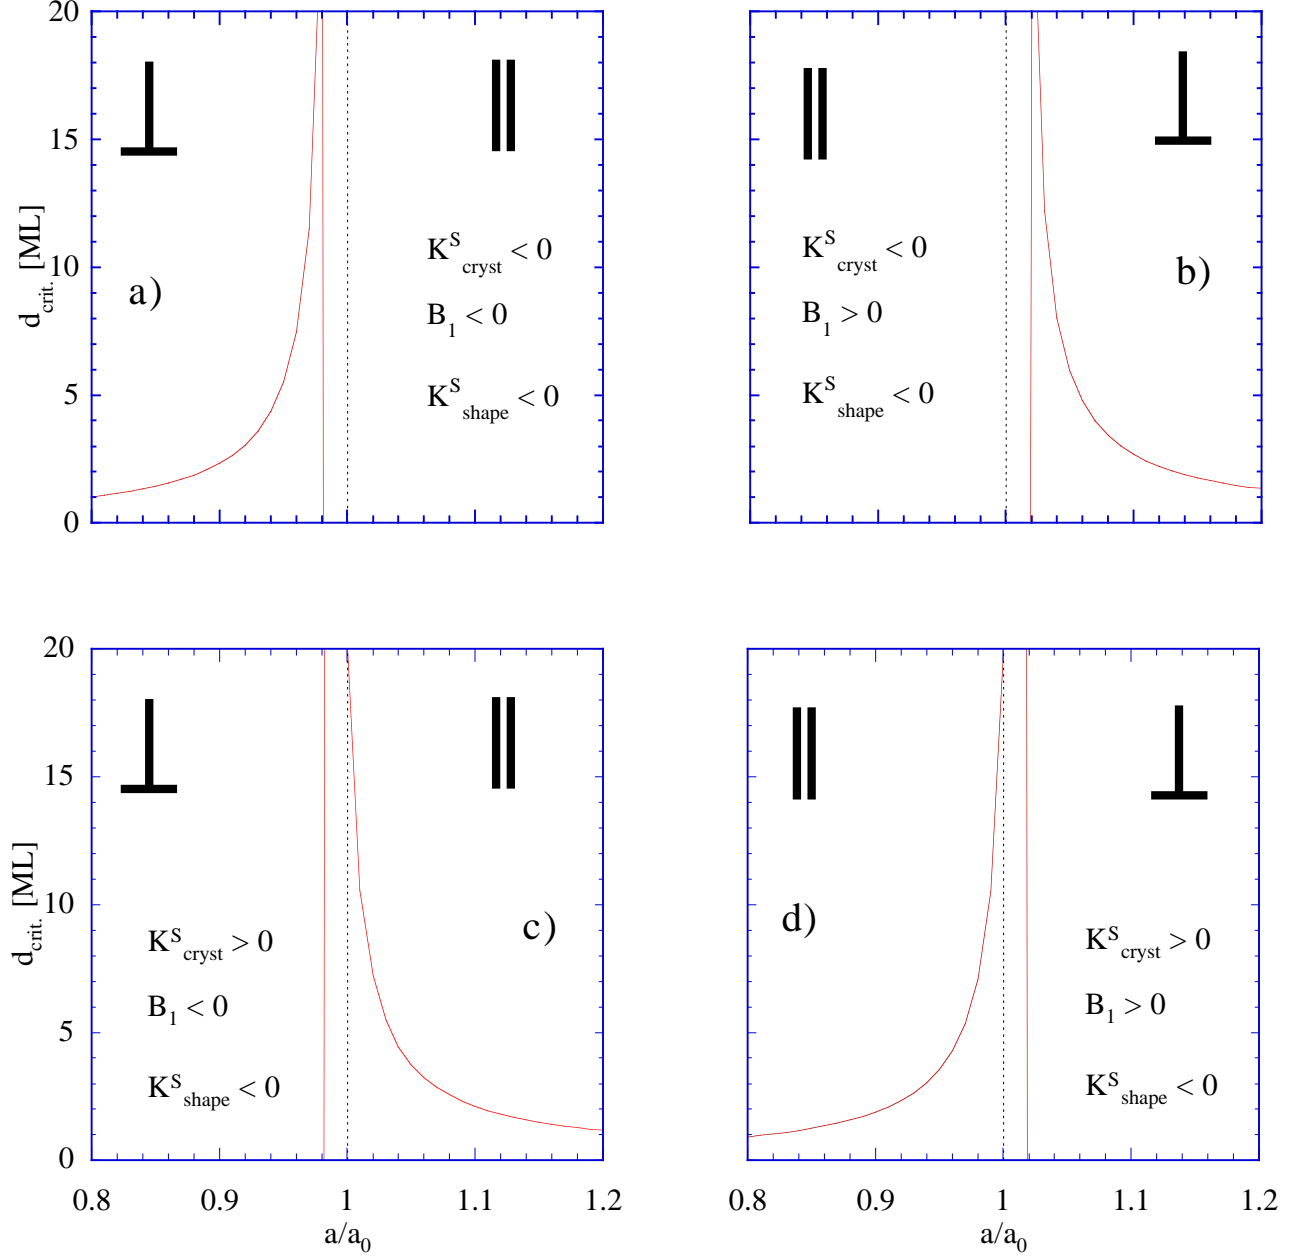 20
15
10
5
0
d_crit. [ML]
a)
K^S_cryst < 0
B_1 < 0
K^S_shape < 0
K^S_cryst < 0
B_1 > 0
K^S_shape < 0
b)
20
15
10
5
0
d_crit. [ML]
K^S_cryst > 0
B_1 < 0
K^S_shape < 0
c)
0.8 0.9 1 1.1 1.2
a/a_0
d)
K^S_cryst > 0
B_1 > 0
K^S_shape < 0
0.8 0.9 1 1.1 1.2
a/a_0